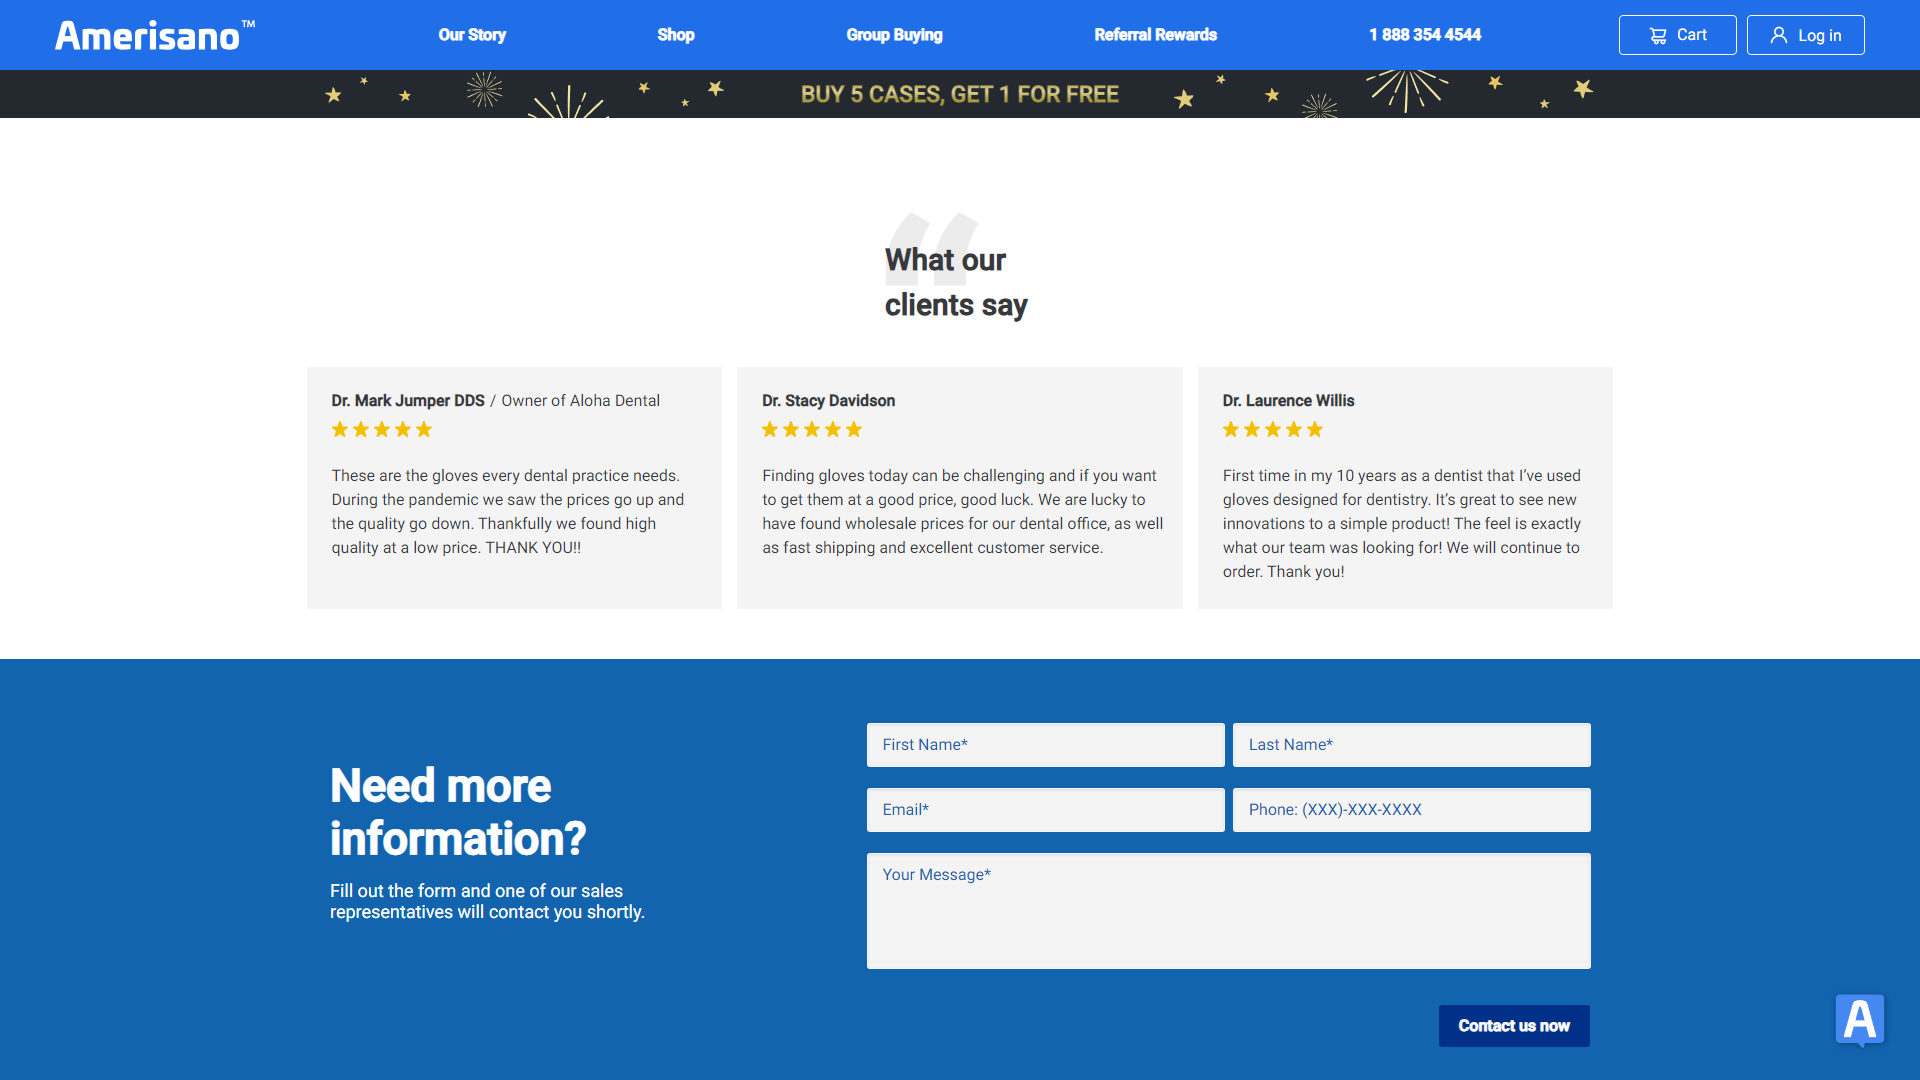 Amerisano™
Our Story
Shop
Group Buying
Referral Rewards
1 888 354 4544
Cart
Log in
BUY 5 CASES, GET 1 FOR FREE
“
What our
clients say
Dr. Mark Jumper DDS / Owner of Aloha Dental
These are the gloves every dental practice needs.
During the pandemic we saw the prices go up and
the quality go down. Thankfully we found high
quality at a low price. THANK YOU!!
Dr. Stacy Davidson
Finding gloves today can be challenging and if you want
to get them at a good price, good luck. We are lucky to
have found wholesale prices for our dental office, as well
as fast shipping and excellent customer service.
Dr. Laurence Willis
First time in my 10 years as a dentist that I’ve used
gloves designed for dentistry. It’s great to see new
innovations to a simple product! The feel is exactly
what our team was looking for! We will continue to
order. Thank you!
Need more
information?
Fill out the form and one of our sales
representatives will contact you shortly.
First Name*
Last Name*
Email*
Phone: (XXX)-XXX-XXXX
Your Message*
Contact us now
A